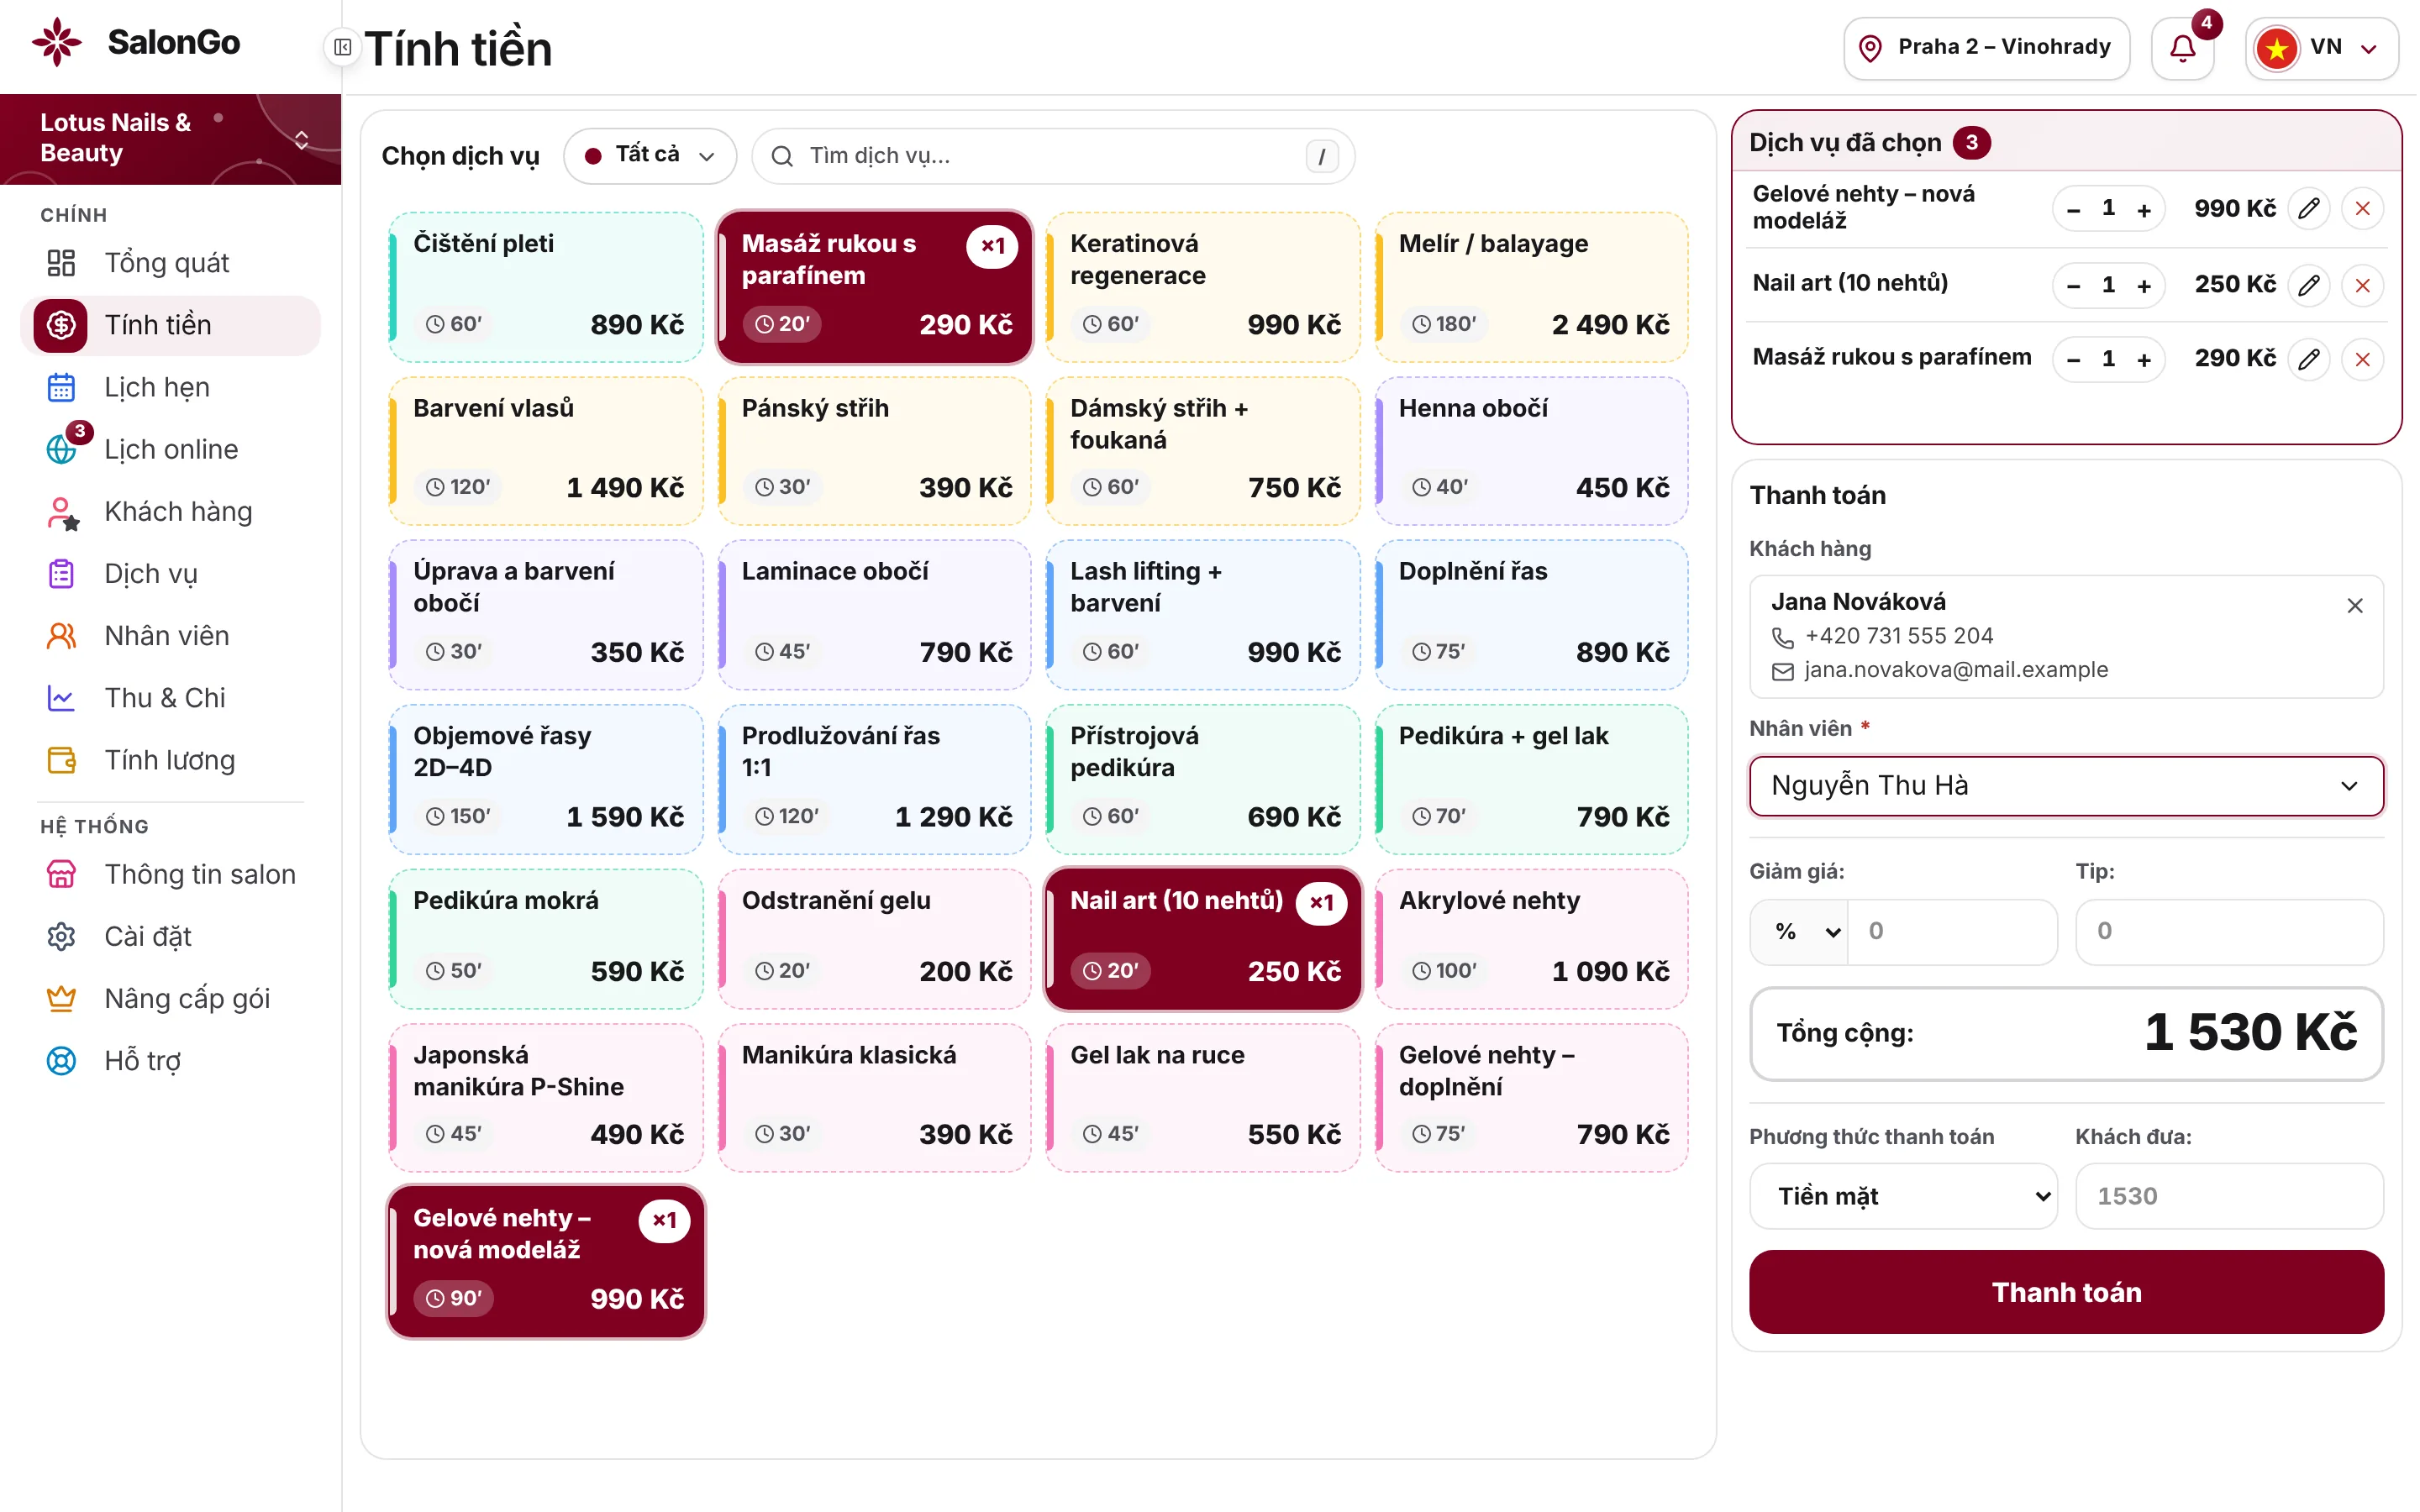 SalonGo
Lotus Nails &
Beauty
CHÍNH
Tổng quát
Tính tiền
Lịch hẹn
3
Lịch online
Khách hàng
Dịch vụ
Nhân viên
Thu & Chi
Tính lương
HỆ THỐNG
Thông tin salon
Cài đặt
Nâng cấp gói
Hỗ trợ
Tính tiền
Praha 2 – Vinohrady
4
VN
Chọn dịch vụ
Tất cả
Tìm dịch vụ...
/
Čištění pleti
60′
890 Kč
Masáž rukou s
parafínem
×1
20′
290 Kč
Keratinová
regenerace
60′
990 Kč
Melír / balayage
180′
2 490 Kč
Barvení vlasů
120′
1 490 Kč
Pánský střih
30′
390 Kč
Dámský střih +
foukaná
60′
750 Kč
Henna obočí
40′
450 Kč
Úprava a barvení
obočí
30′
350 Kč
Laminace obočí
45′
790 Kč
Lash lifting +
barvení
60′
990 Kč
Doplnění řas
75′
890 Kč
Objemové řasy
2D–4D
150′
1 590 Kč
Prodlužování řas
1:1
120′
1 290 Kč
Přístrojová
pedikúra
60′
690 Kč
Pedikúra + gel lak
70′
790 Kč
Pedikúra mokrá
50′
590 Kč
Odstranění gelu
20′
200 Kč
Nail art (10 nehtů)
×1
20′
250 Kč
Akrylové nehty
100′
1 090 Kč
Japonská
manikúra P-Shine
45′
490 Kč
Manikúra klasická
30′
390 Kč
Gel lak na ruce
45′
550 Kč
Gelové nehty –
doplnění
75′
790 Kč
Gelové nehty –
nová modeláž
×1
90′
990 Kč
Dịch vụ đã chọn 3
Gelové nehty – nová
modeláž
– 1 +
990 Kč
Nail art (10 nehtů)
– 1 +
250 Kč
Masáž rukou s parafínem
– 1 +
290 Kč
Thanh toán
Khách hàng
Jana Nováková
+420 731 555 204
jana.novakova@mail.example
Nhân viên *
Nguyễn Thu Hà
Giảm giá:
% 0
Tip:
0
Tổng cộng:
1 530 Kč
Phương thức thanh toán
Tiền mặt
Khách đưa:
1530
Thanh toán